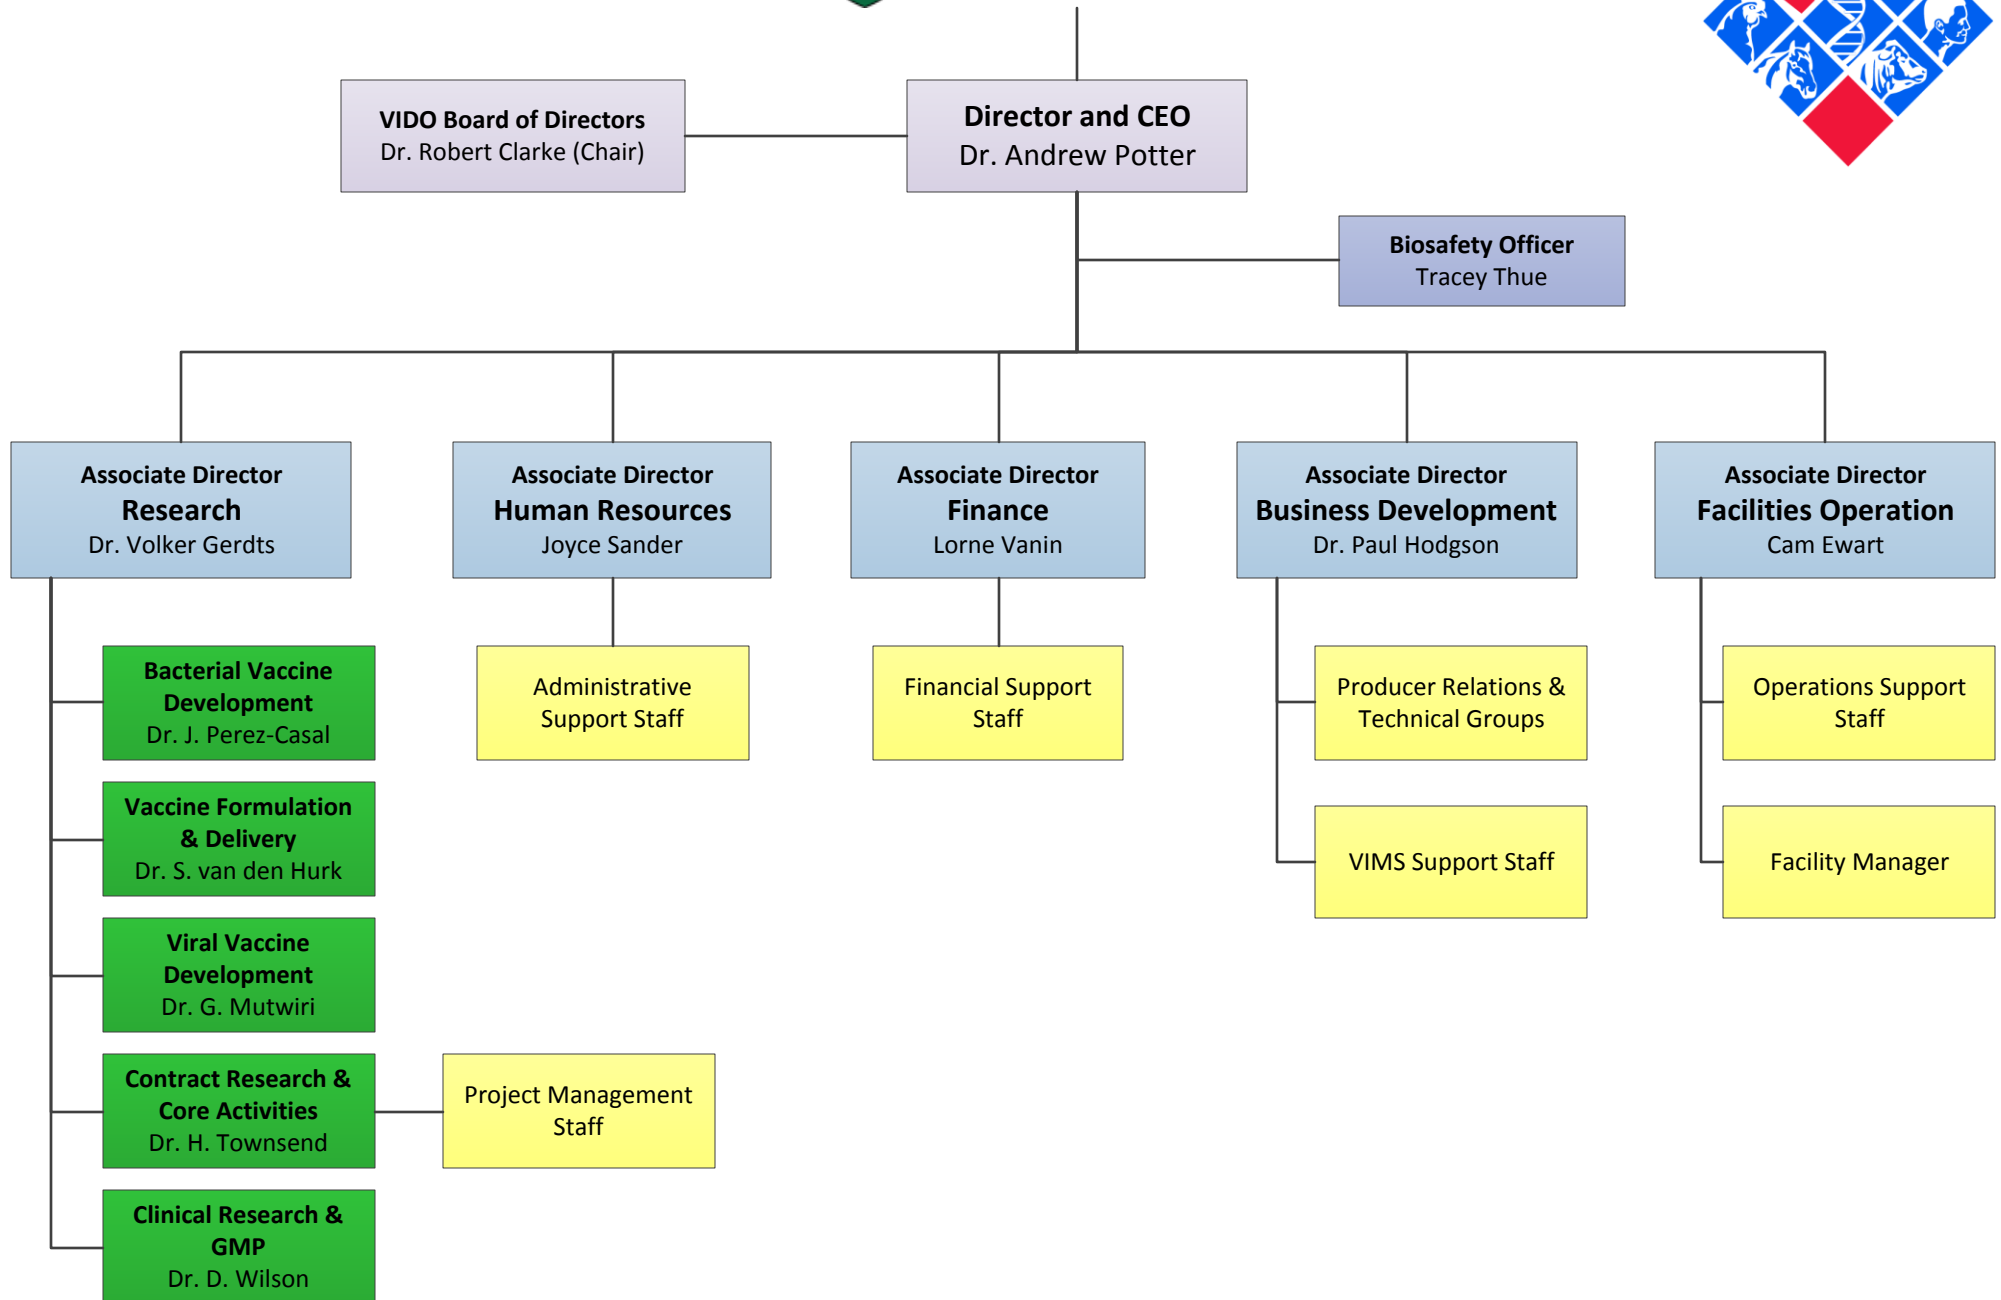 VIDO Board of Directors
Dr. Robert Clarke (Chair)
Director and CEO
Dr. Andrew Potter
Biosafety Officer
Tracey Thue
Associate Director
Research
Dr. Volker Gerdts
Associate Director
Human Resources
Joyce Sander
Associate Director
Finance
Lorne Vanin
Associate Director
Business Development
Dr. Paul Hodgson
Associate Director
Facilities Operation
Cam Ewart
Bacterial Vaccine
Development
Dr. J. Perez-Casal
Administrative
Support Staff
Financial Support
Staff
Producer Relations &
Technical Groups
Operations Support
Staff
Vaccine Formulation
& Delivery
Dr. S. van den Hurk
VIMS Support Staff
Facility Manager
Viral Vaccine
Development
Dr. G. Mutwiri
Contract Research &
Core Activities
Dr. H. Townsend
Project Management
Staff
Clinical Research &
GMP
Dr. D. Wilson